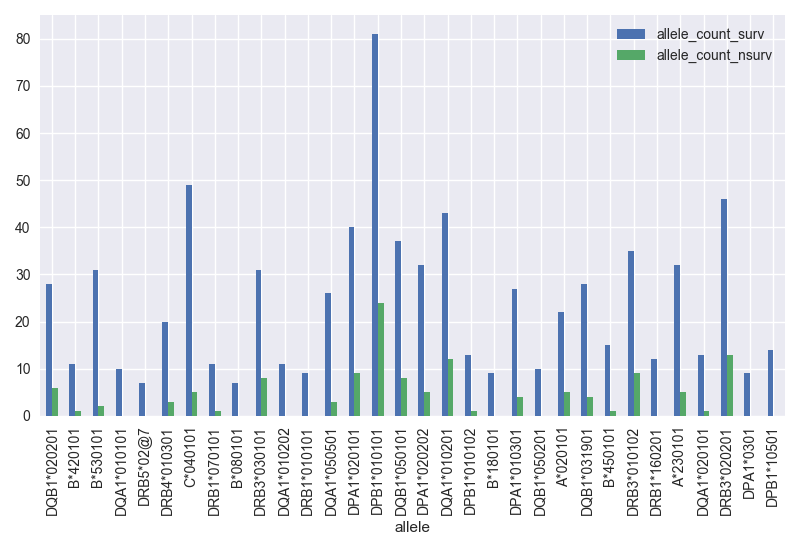 allele_count_surv
allele_count_nsurv
80
70
60
50
40
30
20
10
0
DQB1*020201
B*420101
B*530101
DQA1*010101
DRB5*02@7
DRB4*010301
C*040101
DRB1*070101
B*080101
DRB3*030101
DQA1*010202
DRB1*010101
DQA1*050501
DPA1*020101
DPB1*010101
DQB1*050101
DPA1*020202
DQA1*010201
DPB1*010102
B*180101
DPA1*010301
DQB1*050201
A*020101
DQB1*031901
B*450101
DRB3*010102
DRB1*160201
A*230101
DQA1*020101
DRB3*020201
DPA1*0301
DPB1*10501
allele